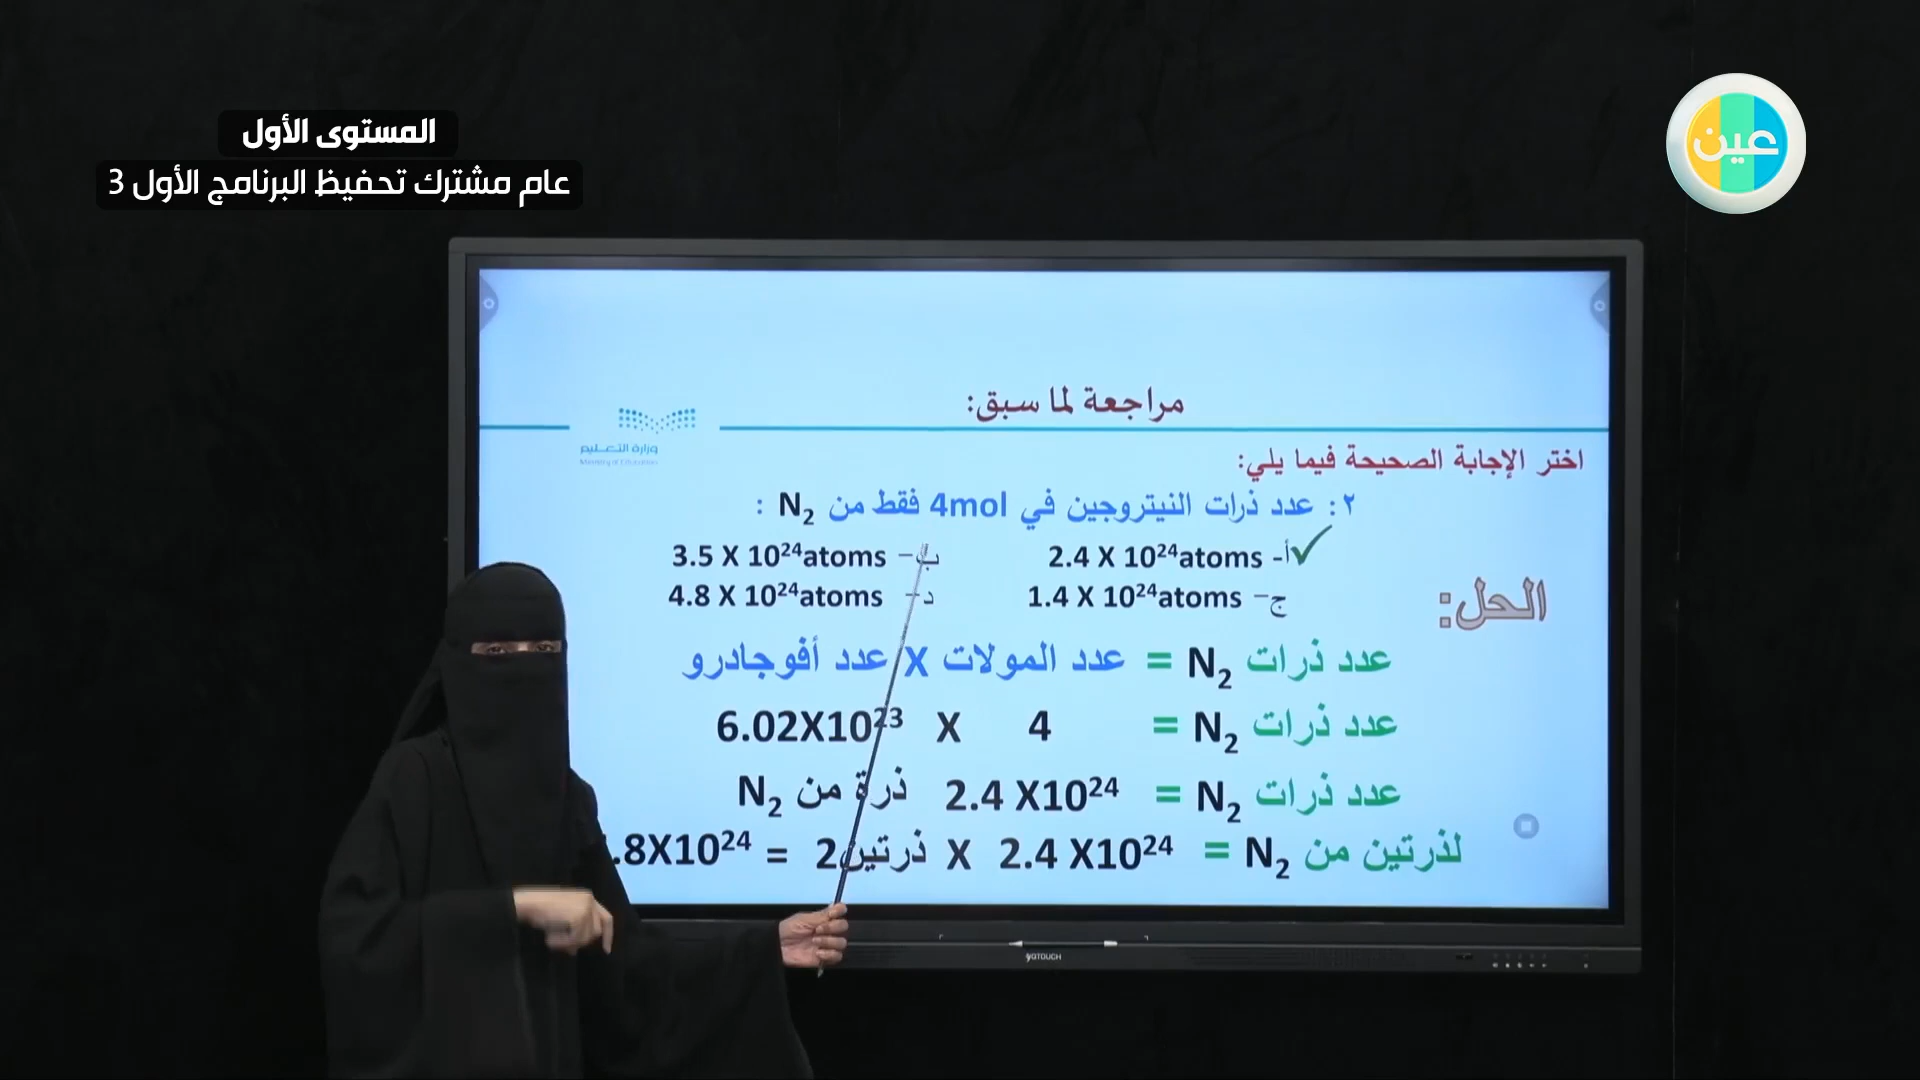 المستوى الأول
عام مشترك تحفيظ البرنامج الأول 3
عين
مراجعة لما سبق:
وزارة التعليم
Ministry of Education
اختر الإجابة الصحيحة فيما يلي:
٢: عدد ذرات النيتروجين في 4mol فقط من N₂ :
أ- 2.4 X 10²⁴atoms ب- 3.5 X 10²⁴atoms
ج- 1.4 X 10²⁴atoms د- 4.8 X 10²⁴atoms
الحل:
عدد ذرات N₂ = عدد المولات X عدد أفوجادرو
عدد ذرات N₂ = 4 X 6.02X10²³
عدد ذرات N₂ = 2.4 X10²⁴ ذرة من N₂
لذرتين من N₂ = 2.4 X10²⁴ X 2ذرتين = .8X10²⁴